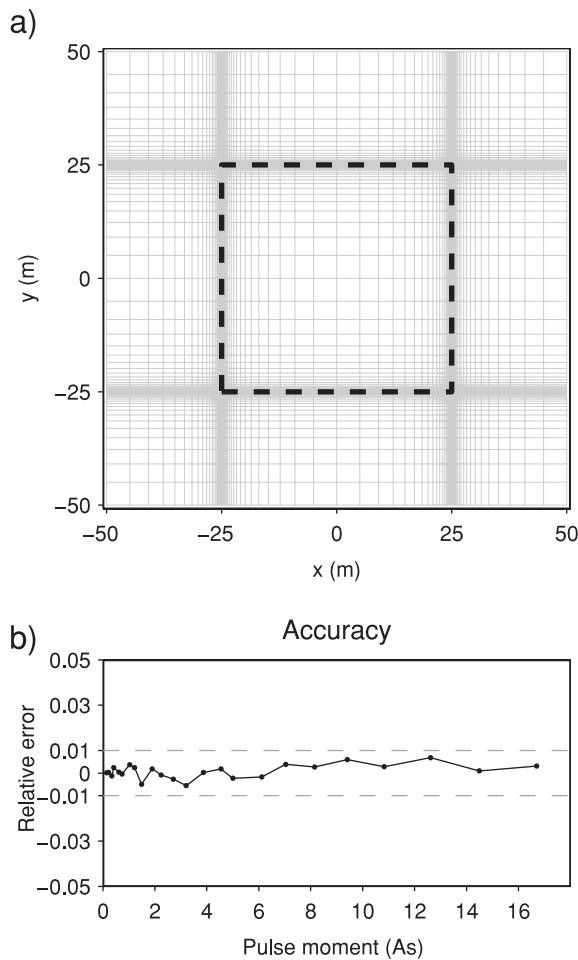 a)
50
25
0
−25
−50
y (m)
−50 −25 0 25 50
x (m)
b)
Accuracy
0.05
0.03
0.01
0
−0.01
−0.03
−0.05
Relative error
0 2 4 6 8 10 12 14 16
Pulse moment (As)